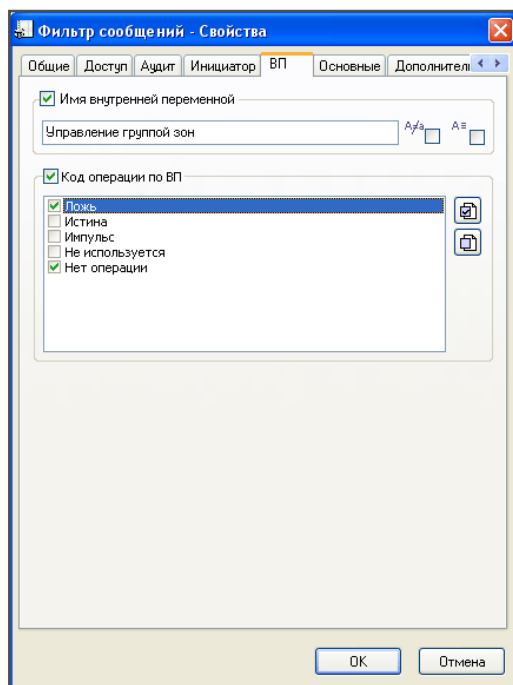 Фильтр сообщений - Свойства
Общие Доступ Аудит Инициатор ВП Основные Дополнител
Имя внутренней переменной
Управление группой зон A≠a A≡
Код операции по ВП
Ложь
Истина
Импульс
Не используется
Нет операции
OK Отмена